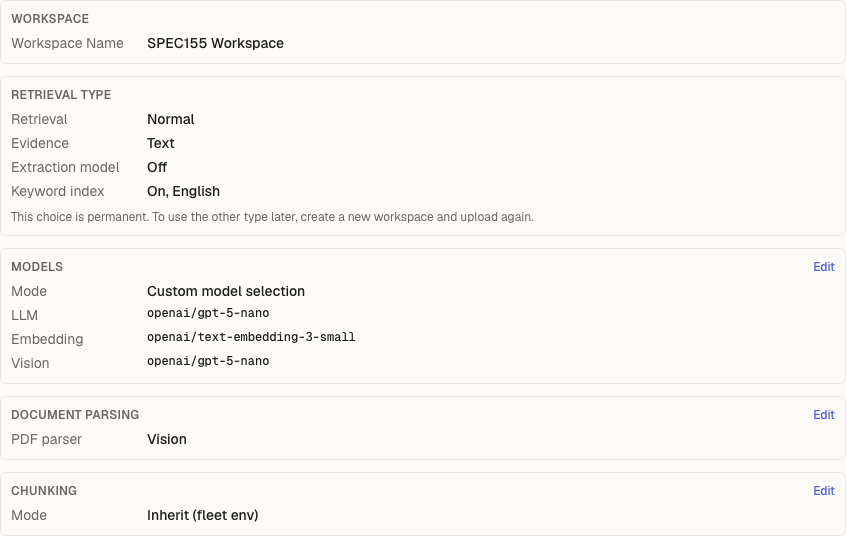 WORKSPACE
Workspace Name SPEC155 Workspace
RETRIEVAL TYPE
Retrieval Normal
Evidence Text
Extraction model Off
Keyword index On, English
This choice is permanent. To use the other type later, create a new workspace and upload again.
MODELS Edit
Mode Custom model selection
LLM openai/gpt-5-nano
Embedding openai/text-embedding-3-small
Vision openai/gpt-5-nano
DOCUMENT PARSING Edit
PDF parser Vision
CHUNKING Edit
Mode Inherit (fleet env)